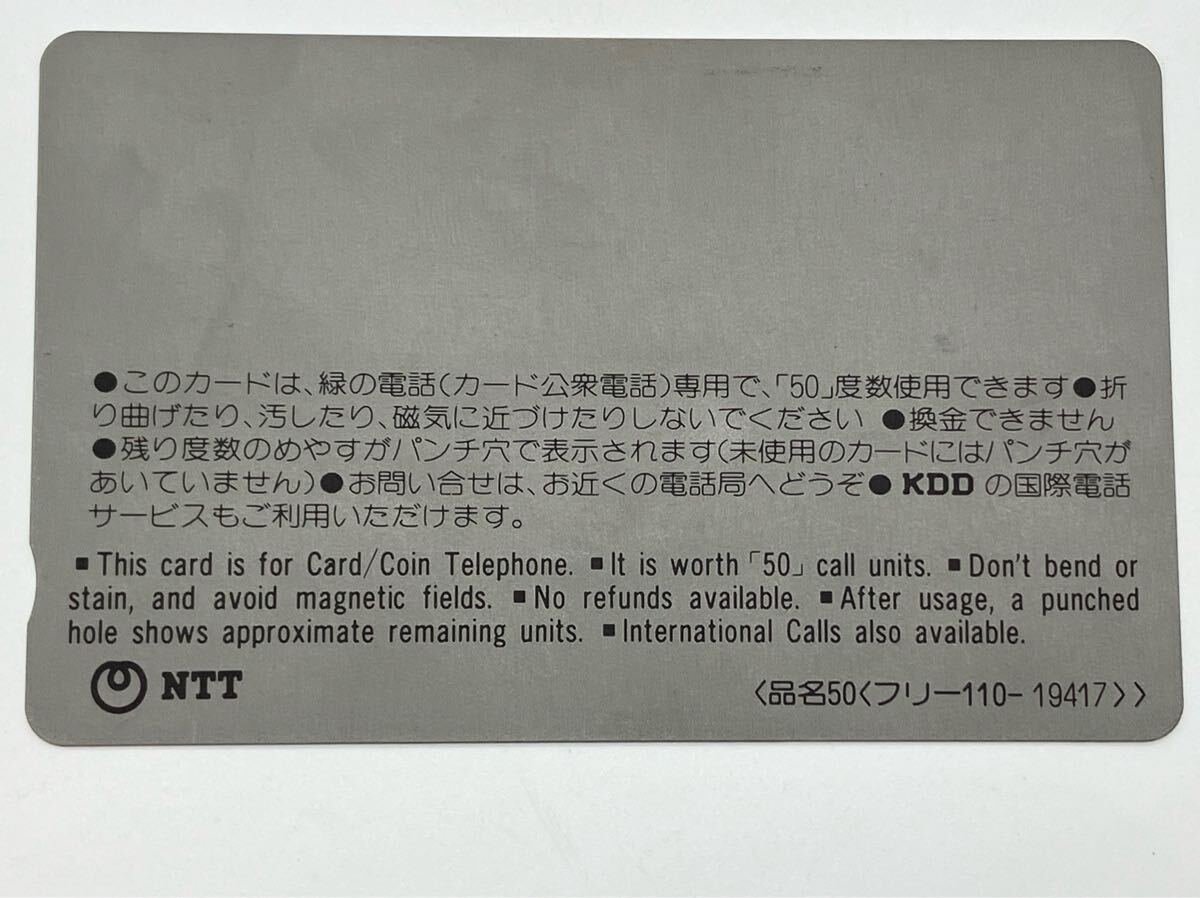 ●このカードは、緑の電話(カード公衆電話)専用で、「50」度数使用できます●折
り曲げたり、汚したり、磁気に近づけたりしないでください ●換金できません
●残り度数のめやすがパンチ穴で表示されます(未使用のカードにはパンチ穴が
あいていません)●お問い合せは、お近くの電話局へどうぞ● KDD の国際電話
サービスもご利用いただけます。
■This card is for Card/Coin Telephone. ■It is worth「50」call units. ■Don't bend or
stain, and avoid magnetic fields. ■No refunds available. ■After usage, a punched
hole shows approximate remaining units. ■International Calls also available.
NTT
〈品名50〈フリー110-19417〉〉